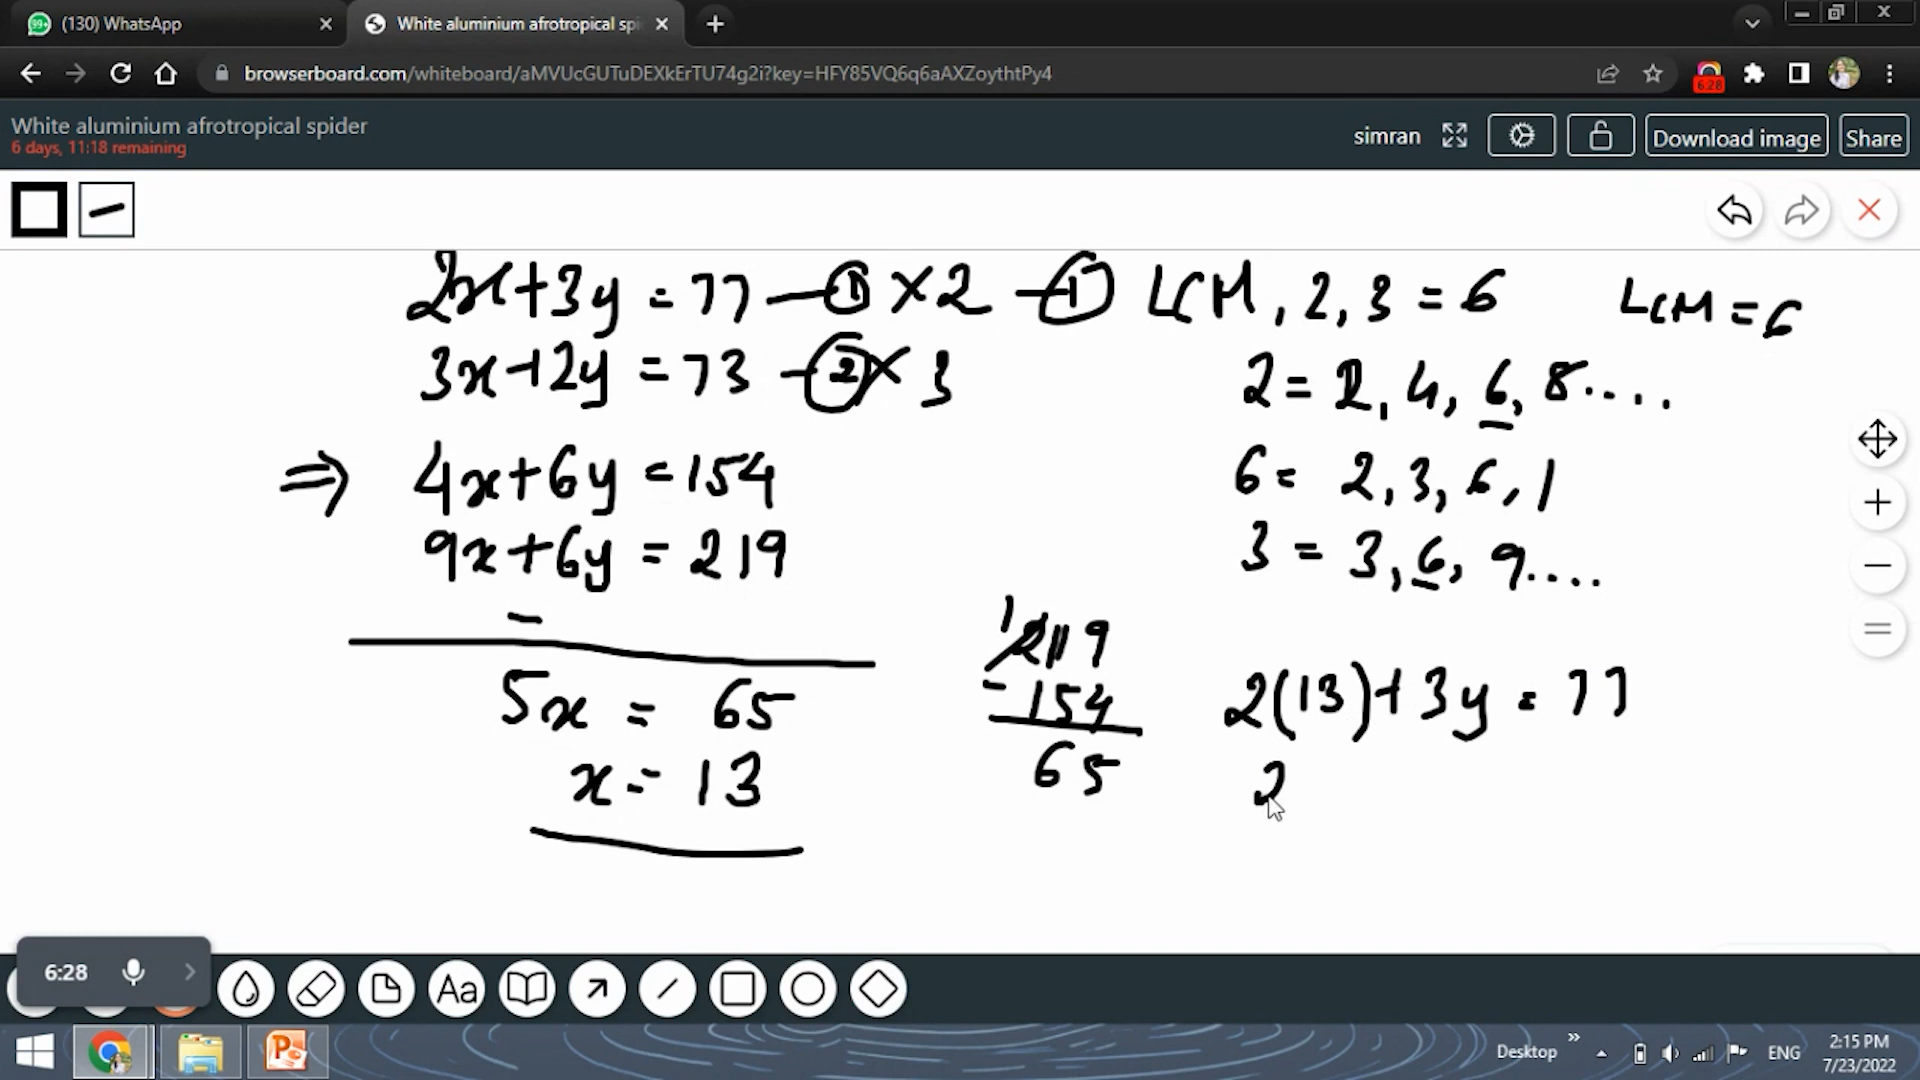 (130) WhatsApp
White aluminium afrotropical spi
browserboard.com/whiteboard/aMVUcGUTuDEXkErTU74g2i?key=HFY85VQ6q6aAXZoythtPy4
6:28
White aluminium afrotropical spider
6 days, 11:18 remaining
simran
Download image
Share
2x+3y = 77 — ① ×2 — ① LCM, 2, 3 = 6 LCM = 6
3x+2y = 73 — ② × 3
2 = 2, 4, 6, 8....
⇒ 4x+6y = 154
6 = 2, 3, 6, 1
9x+6y = 219
3 = 3, 6, 9....
−
5x = 65
x = 13
1 2119
- 154
65
2(13)+3y = 77
2
6:28
Aa
Desktop
ENG
2:15 PM
7/23/2022